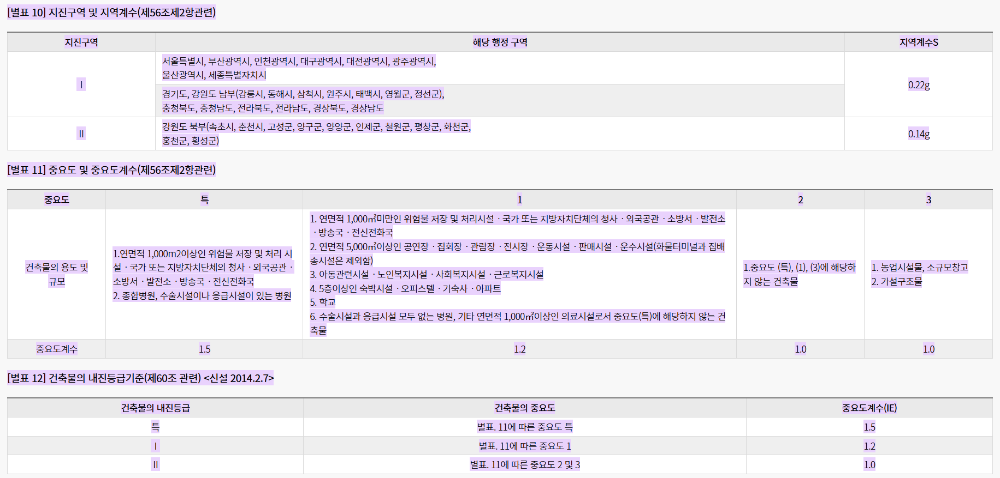 [별표 10] 지진구역 및 지역계수(제56조제2항관련)
지진구역
해당 행정 구역
지역계수S
Ⅰ
서울특별시, 부산광역시, 인천광역시, 대구광역시, 대전광역시, 광주광역시,
울산광역시, 세종특별자치시
0.22g
경기도, 강원도 남부(강릉시, 동해시, 삼척시, 원주시, 태백시, 영월군, 정선군),
충청북도, 충청남도, 전라북도, 전라남도, 경상북도, 경상남도
Ⅱ
강원도 북부(속초시, 춘천시, 고성군, 양구군, 양양군, 인제군, 철원군, 평창군, 화천군,
홍천군, 횡성군)
0.14g
[별표 11] 중요도 및 중요도계수(제56조제2항관련)
중요도
특
1
2
3
건축물의 용도 및
규모
1.연면적 1,000m2이상인 위험물 저장 및 처리 시
설ㆍ국가 또는 지방자치단체의 청사ㆍ외국공관ㆍ
소방서ㆍ발전소ㆍ방송국ㆍ전신전화국
2. 종합병원, 수술시설이나 응급시설이 있는 병원
1. 연면적 1,000㎡미만인 위험물 저장 및 처리시설ㆍ국가 또는 지방자치단체의 청사ㆍ외국공관ㆍ소방서ㆍ발전소
ㆍ방송국ㆍ전신전화국
2. 연면적 5,000㎡이상인 공연장ㆍ집회장ㆍ관람장ㆍ전시장ㆍ운동시설ㆍ판매시설ㆍ운수시설(화물터미널과 집배
송시설은 제외함)
3. 아동관련시설ㆍ노인복지시설ㆍ사회복지시설ㆍ근로복지시설
4. 5층이상인 숙박시설ㆍ오피스텔ㆍ기숙사ㆍ아파트
5. 학교
6. 수술시설과 응급시설 모두 없는 병원, 기타 연면적 1,000㎡이상인 의료시설로서 중요도(특)에 해당하지 않는 건
축물
1.중요도 (특), (1), (3)에 해당하
지 않는 건축물
1. 농업시설물, 소규모창고
2. 가설구조물
중요도계수
1.5
1.2
1.0
1.0
[별표 12] 건축물의 내진등급기준(제60조 관련) <신설 2014.2.7>
건축물의 내진등급
건축물의 중요도
중요도계수(IE)
특
별표. 11에 따른 중요도 특
1.5
Ⅰ
별표. 11에 따른 중요도 1
1.2
Ⅱ
별표. 11에 따른 중요도 2 및 3
1.0